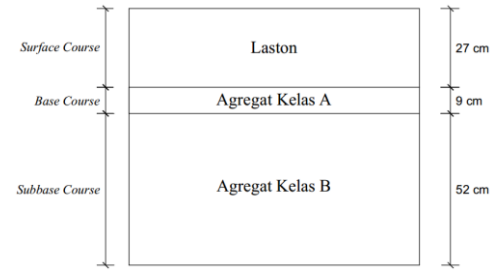 Surface Course
Laston
27 cm
Base Course
Agregat Kelas A
9 cm
Subbase Course
Agregat Kelas B
52 cm